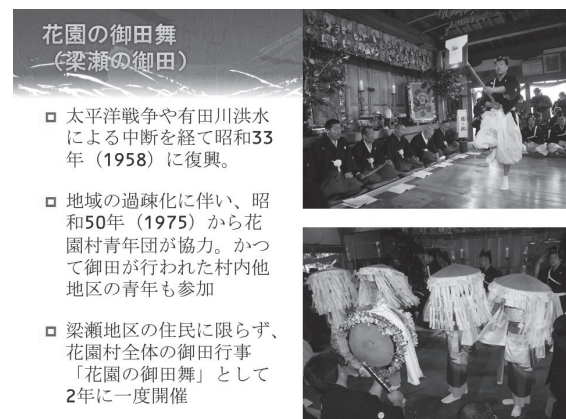 花園の御田舞
（梁瀬の御田）
太平洋戦争や有田川洪水
による中断を経て昭和33
年（1958）に復興。
地域の過疎化に伴い、昭
和50年（1975）から花
園村青年団が協力。かつ
て御田が行われた村内他
地区の青年も参加
梁瀬地区の住民に限らず、
花園村全体の御田行事
「花園の御田舞」として
2年に一度開催